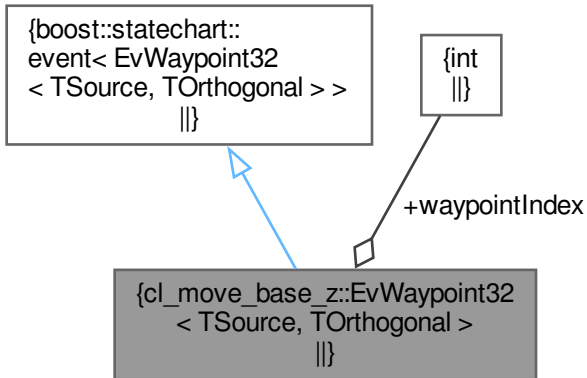 {boost::statechart::
event< EvWaypoint32
< TSource, TOrthogonal > >
||}
{int
||}
+waypointIndex
{cl_move_base_z::EvWaypoint32
< TSource, TOrthogonal >
||}